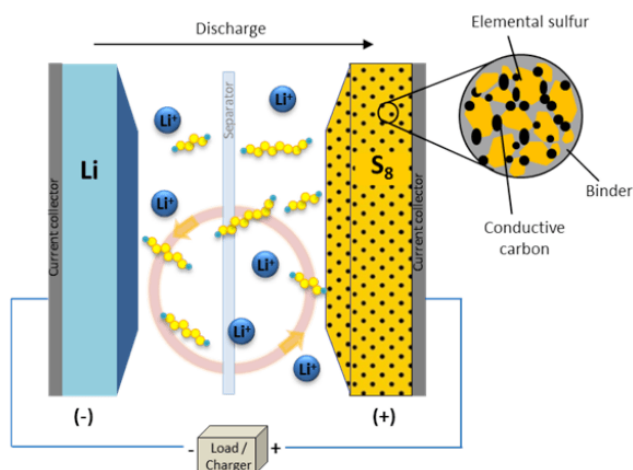 Discharge
Elemental sulfur
Li
Current collector
Separator
S8
Current collector
Li+
Li+
Li+
Li+
Li+
Li+
Binder
Conductive
carbon
(-)
(+)
- Load / +
Charger